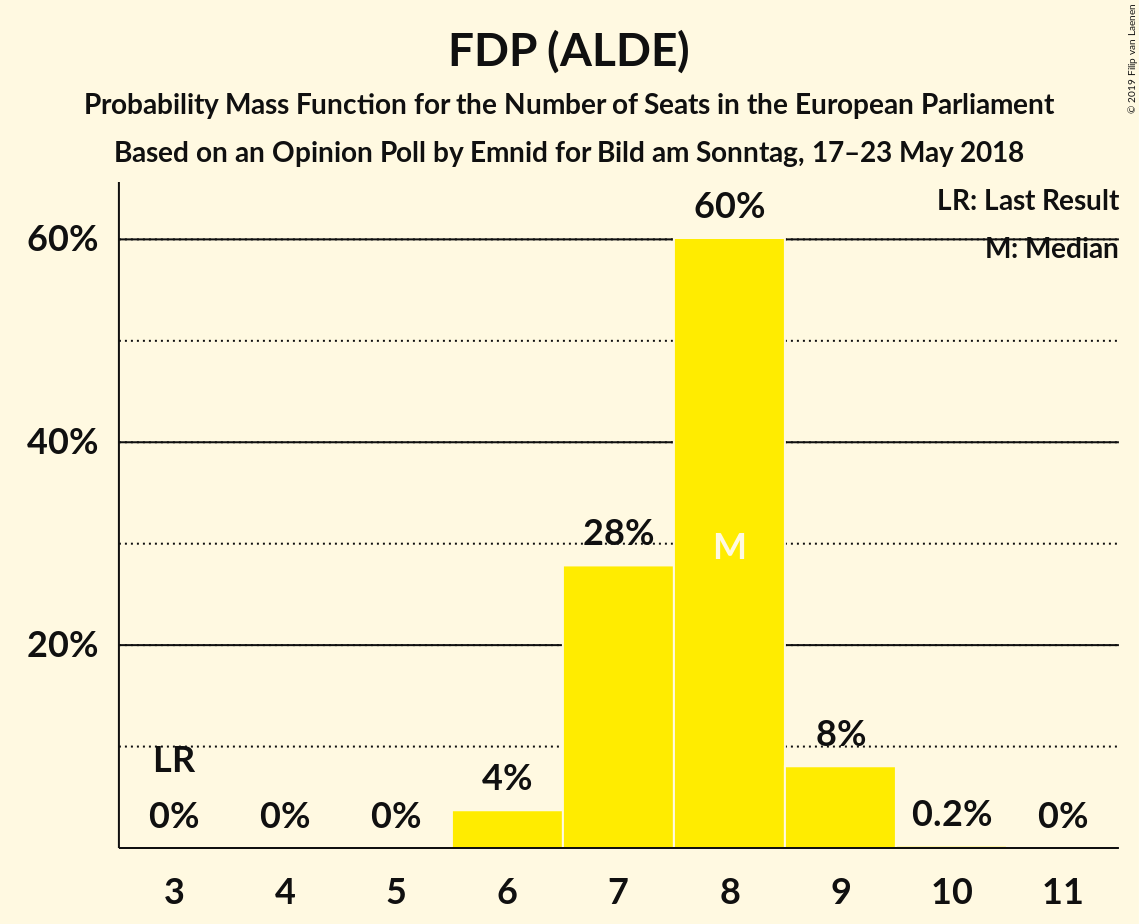 FDP (ALDE)
Probability Mass Function for the Number of Seats in the European Parliament
Based on an Opinion Poll by Emnid for Bild am Sonntag, 17–23 May 2018
© 2019 Filip van Laenen
LR: Last Result
M: Median
60%
40%
20%
LR
0%
0%
0%
4%
28%
60%
M
8%
0.2%
0%
3 4 5 6 7 8 9 10 11